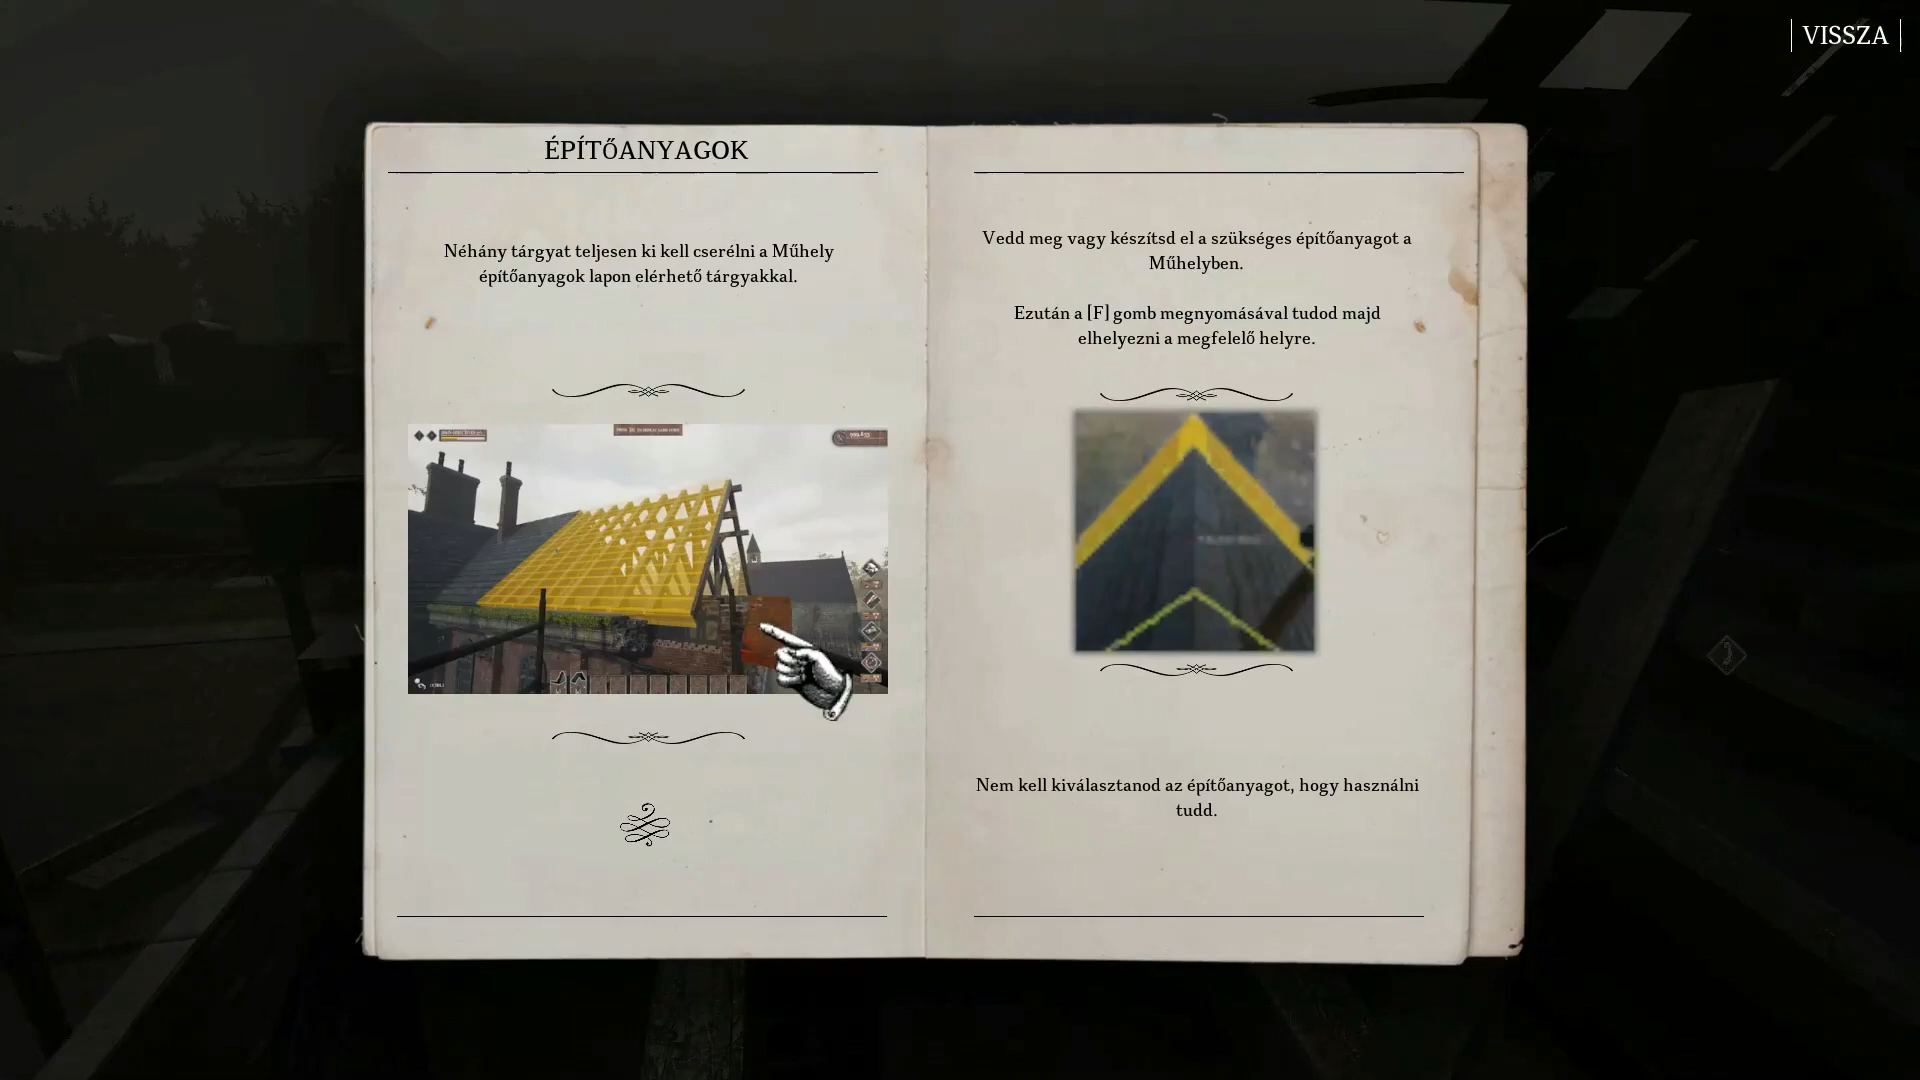 VISSZA
ÉPÍTŐANYAGOK
Néhány tárgyat teljesen ki kell cserélni a Műhely
építőanyagok lapon elérhető tárgyakkal.
Vedd meg vagy készítsd el a szükséges építőanyagot a
Műhelyben.
Ezután a [F] gomb megnyomásával tudod majd
elhelyezni a megfelelő helyre.
Nem kell kiválasztanod az építőanyagot, hogy használni
tudd.